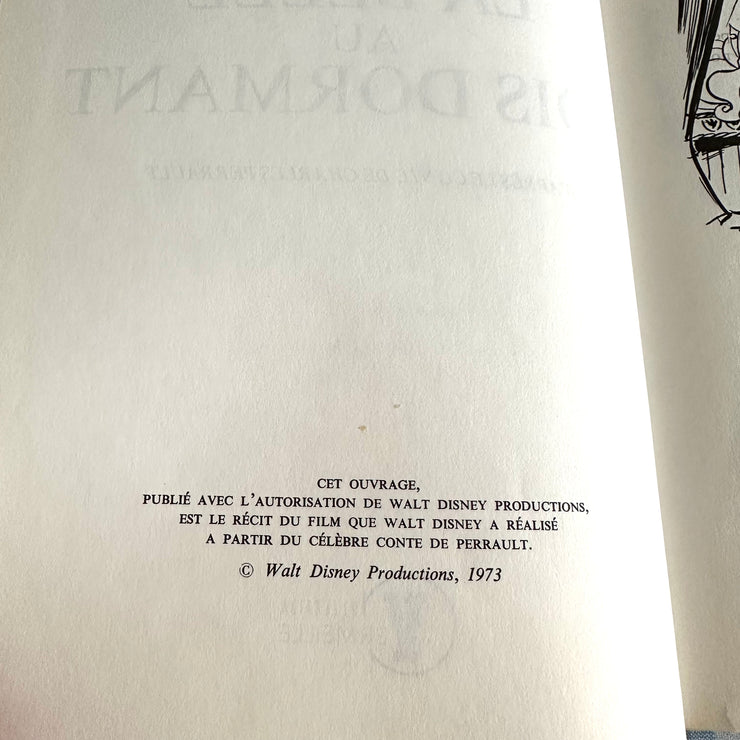 CET OUVRAGE,
PUBLIÉ AVEC L'AUTORISATION DE WALT DISNEY PRODUCTIONS,
EST LE RÉCIT DU FILM QUE WALT DISNEY A RÉALISÉ
A PARTIR DU CÉLÈBRE CONTE DE PERRAULT.
© Walt Disney Productions, 1973